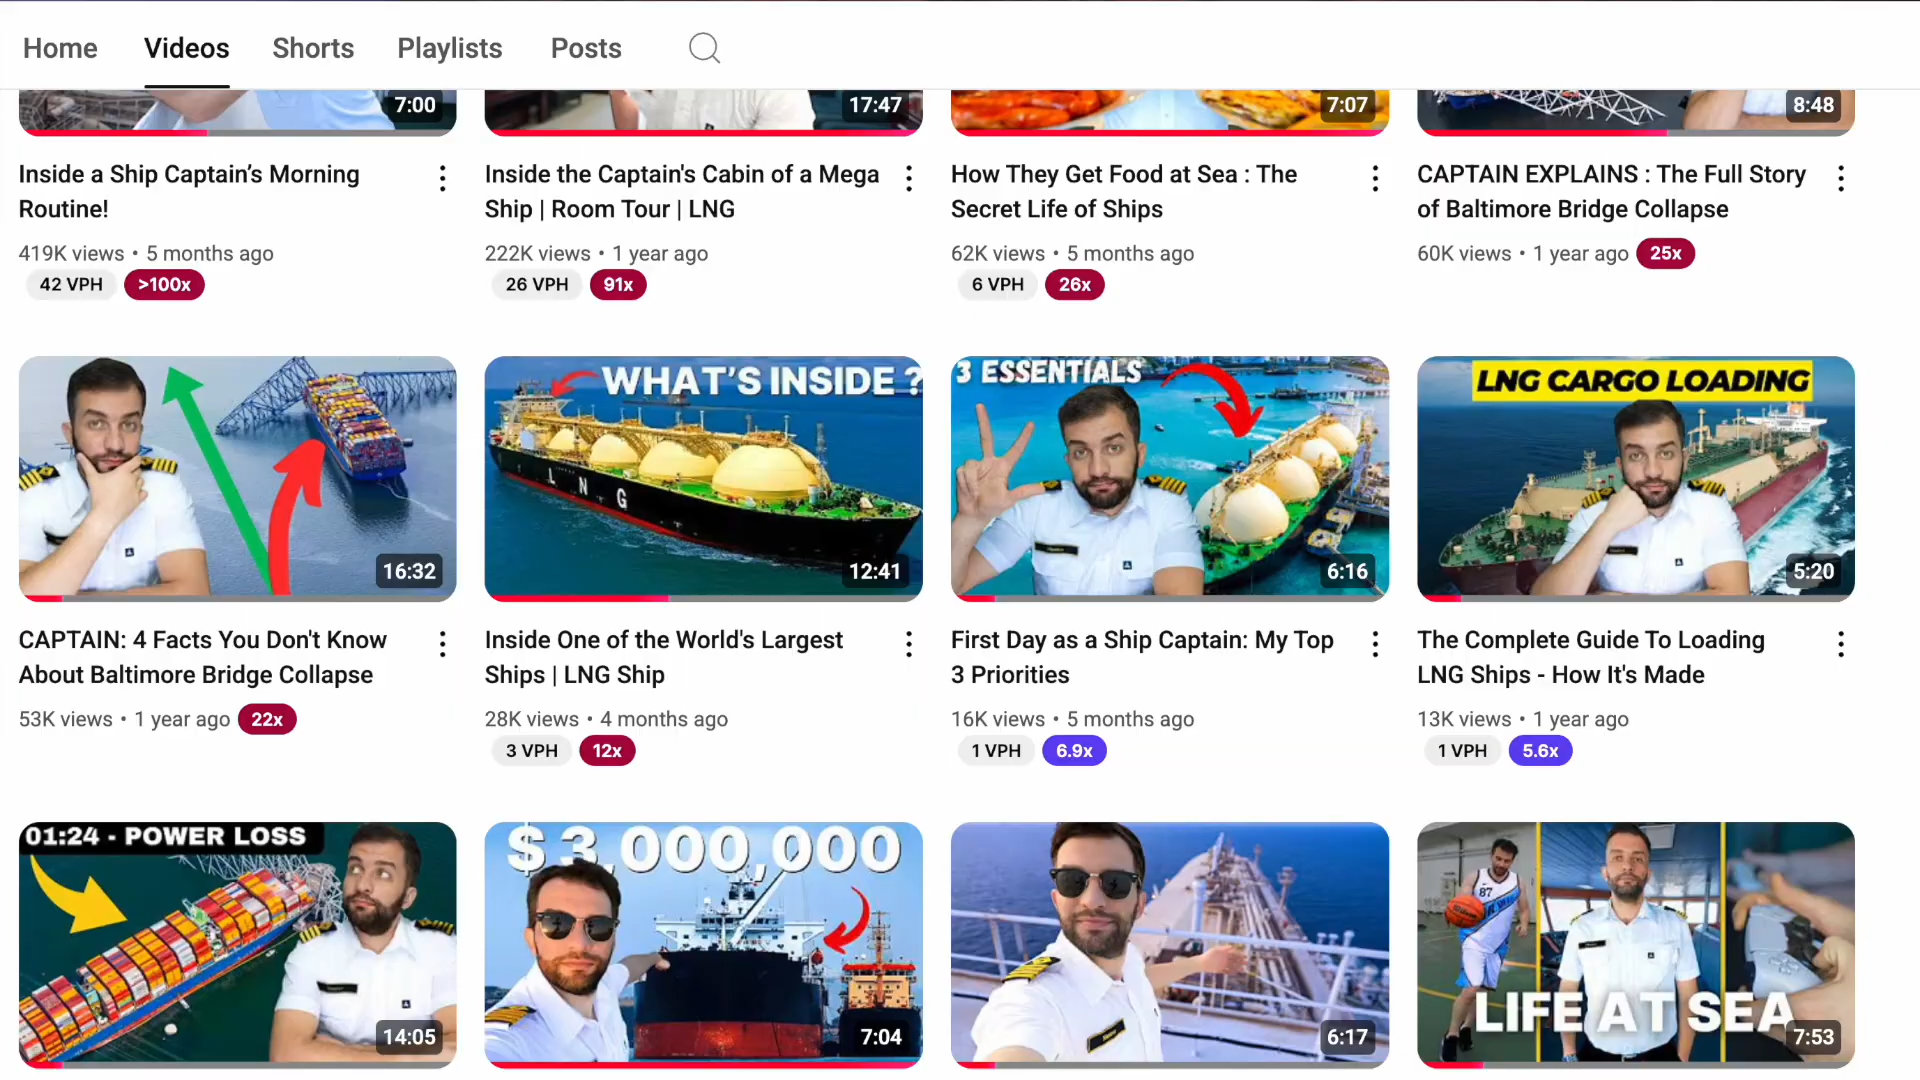 Home Videos Shorts Playlists Posts
7:00
17:47
7:07
8:48
Inside a Ship Captain’s Morning
Routine!
419K views • 5 months ago
42 VPH >100x
Inside the Captain's Cabin of a Mega
Ship | Room Tour | LNG
222K views • 1 year ago
26 VPH 91x
How They Get Food at Sea : The
Secret Life of Ships
62K views • 5 months ago
6 VPH 26x
CAPTAIN EXPLAINS : The Full Story
of Baltimore Bridge Collapse
60K views • 1 year ago 25x
16:32
CAPTAIN: 4 Facts You Don't Know
About Baltimore Bridge Collapse
53K views • 1 year ago 22x
WHAT'S INSIDE ?
LNG
12:41
Inside One of the World's Largest
Ships | LNG Ship
28K views • 4 months ago
3 VPH 12x
3 ESSENTIALS
6:16
First Day as a Ship Captain: My Top
3 Priorities
16K views • 5 months ago
1 VPH 6.9x
LNG CARGO LOADING
5:20
The Complete Guide To Loading
LNG Ships - How It's Made
13K views • 1 year ago
1 VPH 5.6x
01:24 - POWER LOSS
14:05
$ 3,000,000
7:04
6:17
87
LIFE AT SEA
7:53